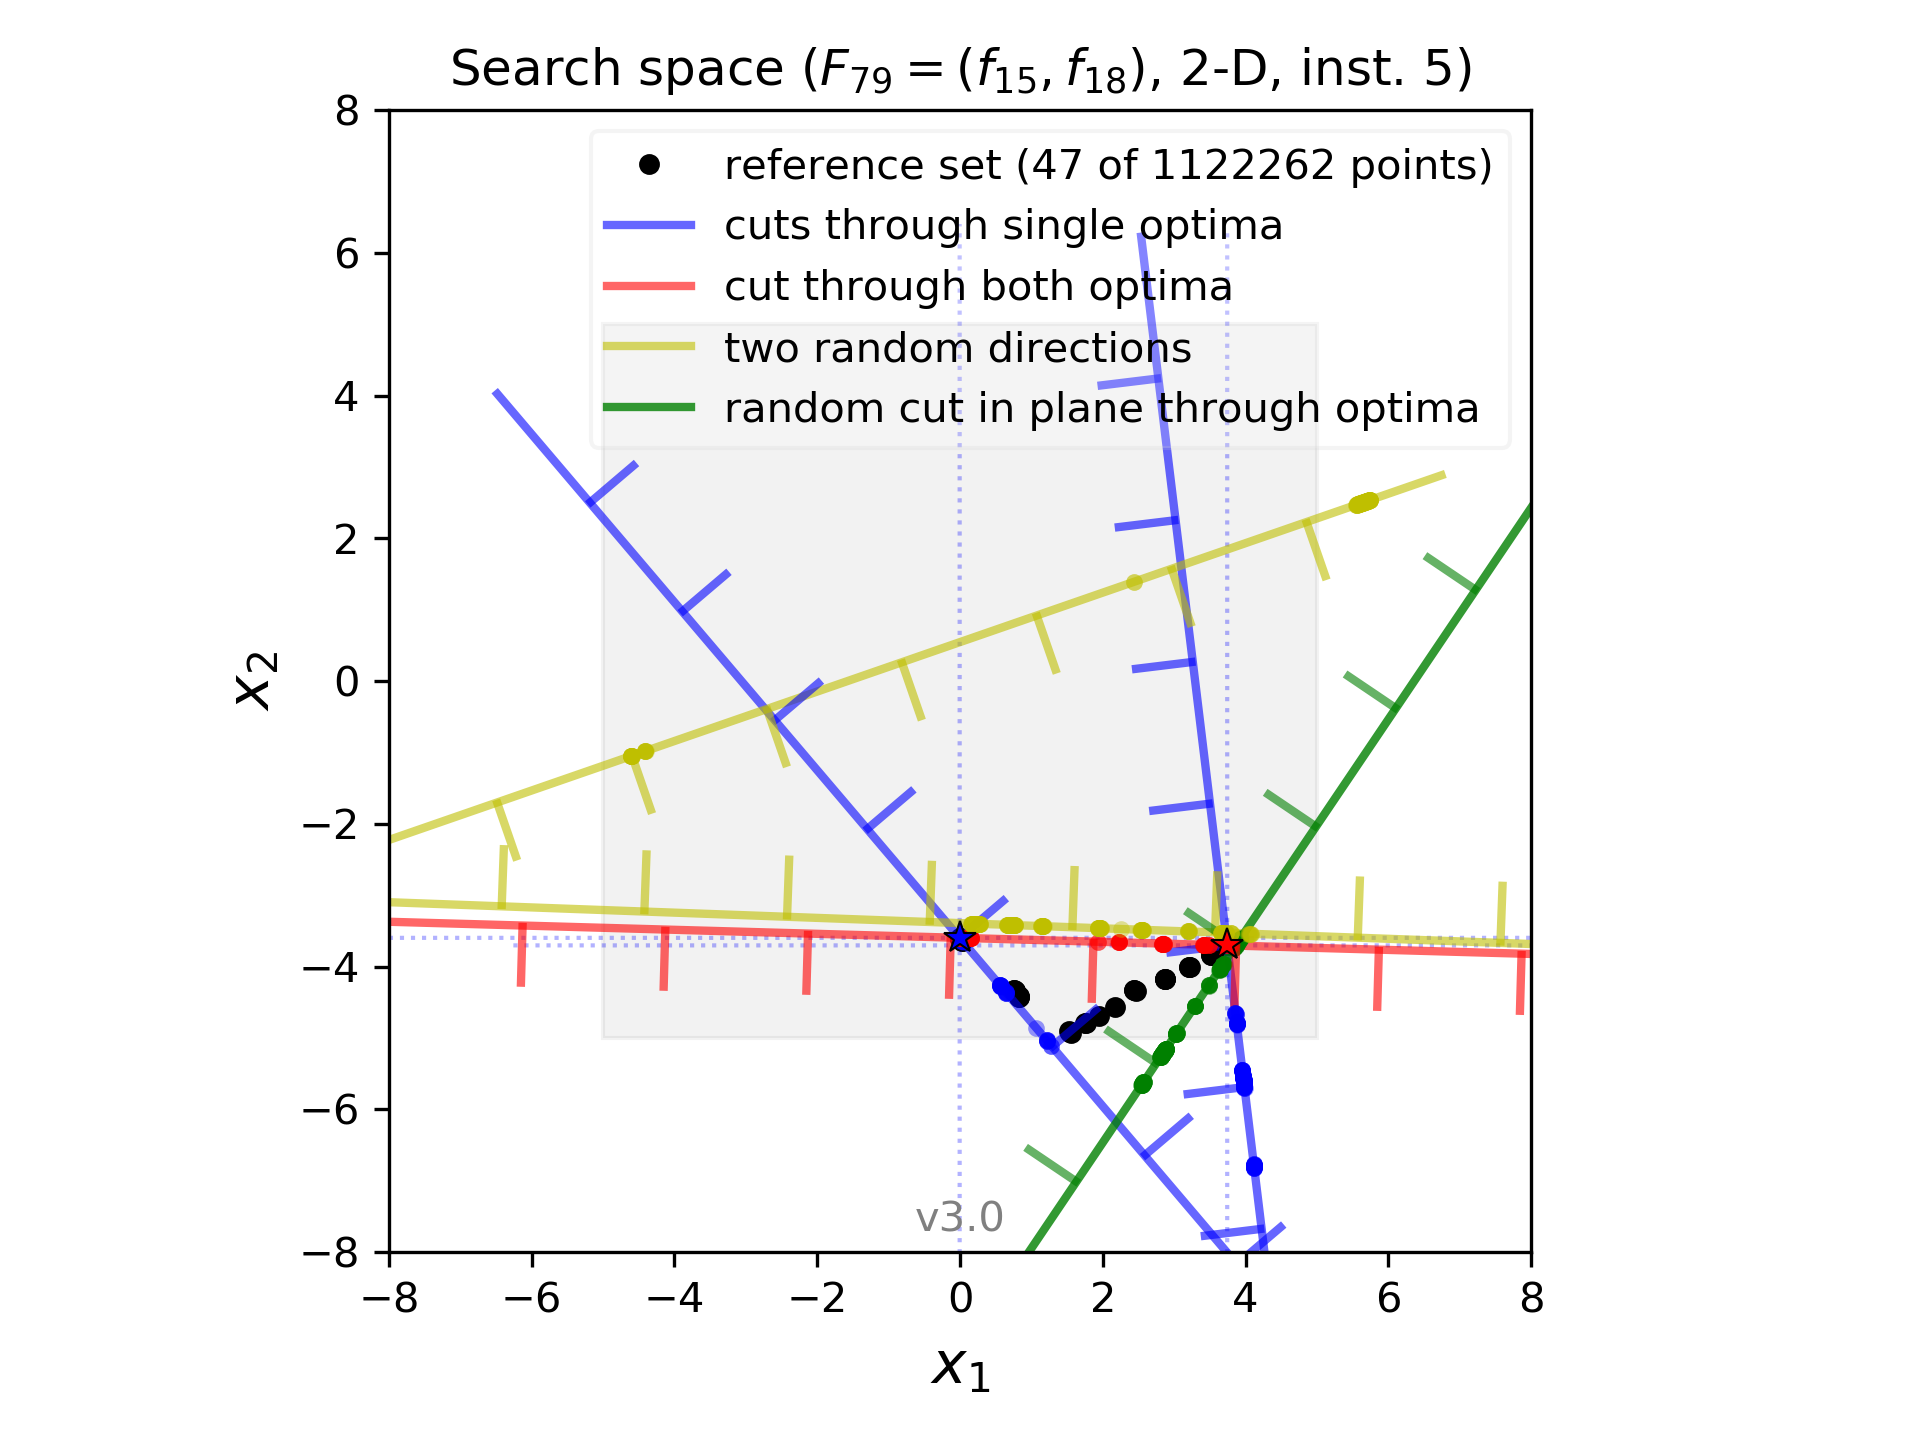 Search space (F₇₉ = (f₁₅, f₁₈), 2-D, inst. 5)
reference set (47 of 1122262 points)
cuts through single optima
cut through both optima
two random directions
random cut in plane through optima
8
6
4
2
0
−2
−4
−6
−8
x₂
v3.0
−8 −6 −4 −2 0 2 4 6 8
x₁